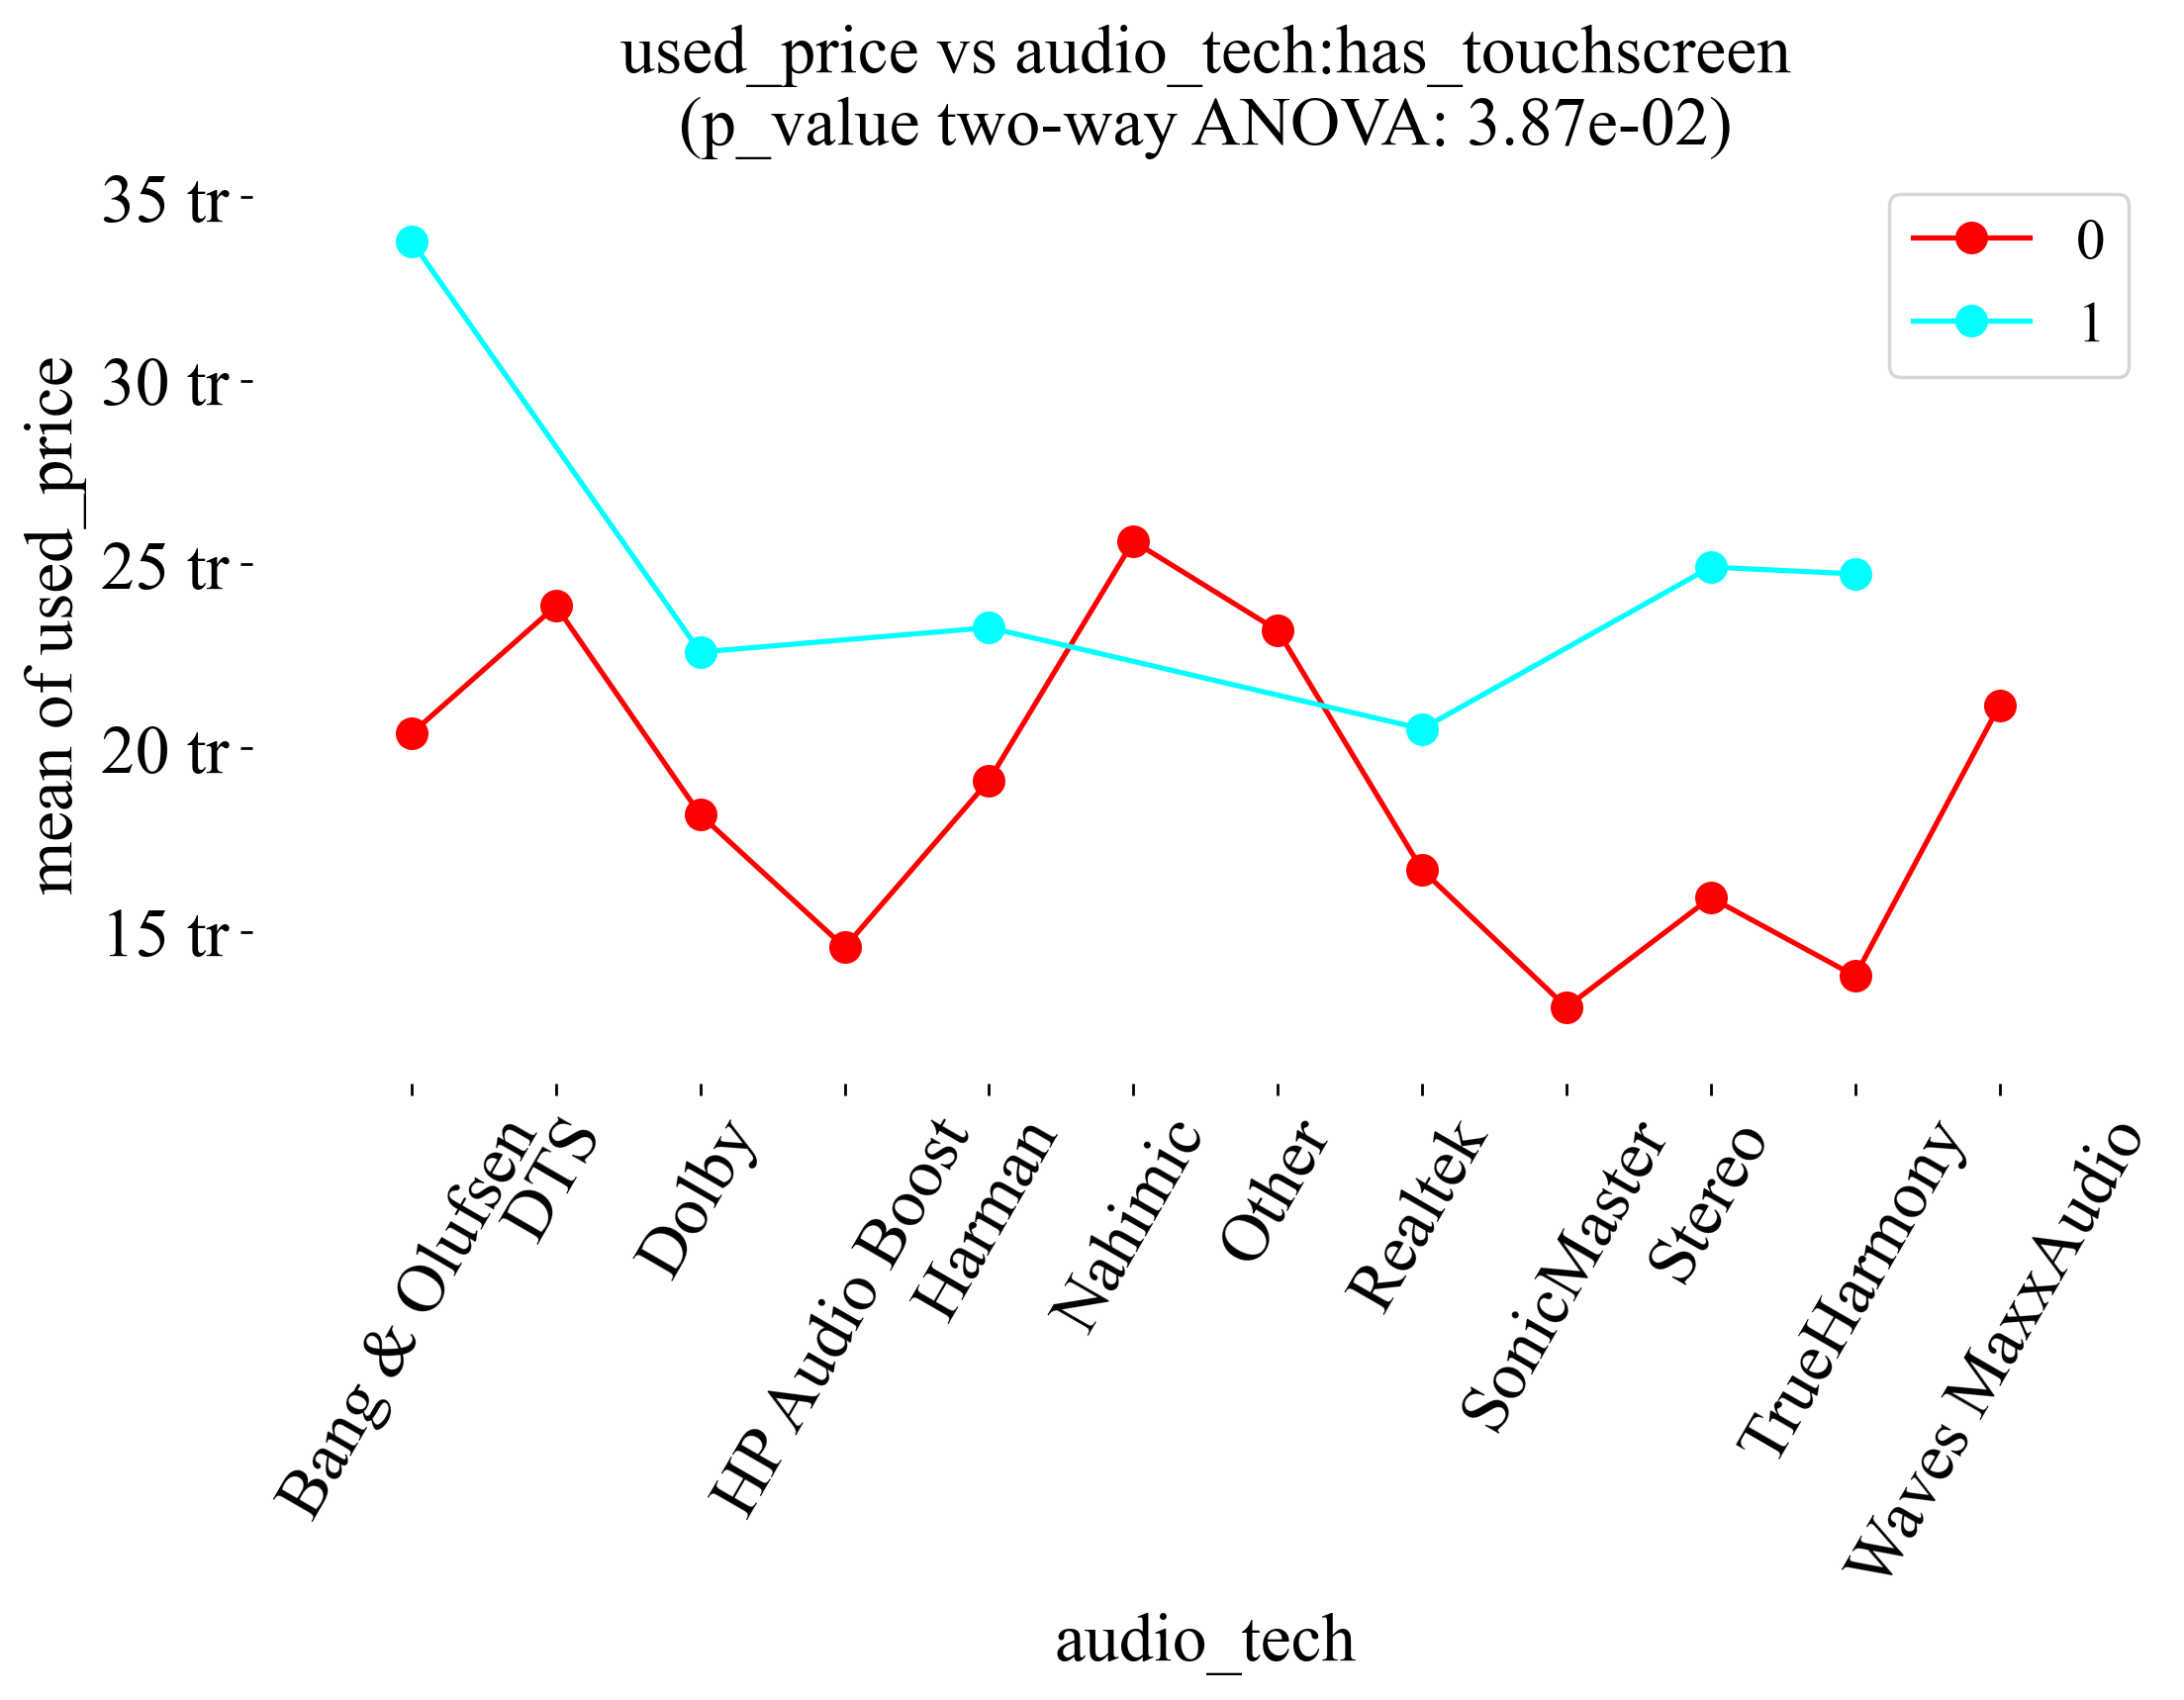 used_price vs audio_tech:has_touchscreen
(p_value two-way ANOVA: 3.87e-02)
35 tr
30 tr
25 tr
20 tr
15 tr
mean of used_price
0
1
Bang & Olufsen
DTS
Dolby
HP Audio Boost
Harman
Nahimic
Other
Realtek
SonicMaster
Stereo
TrueHarmony
Waves MaxxAudio
audio_tech